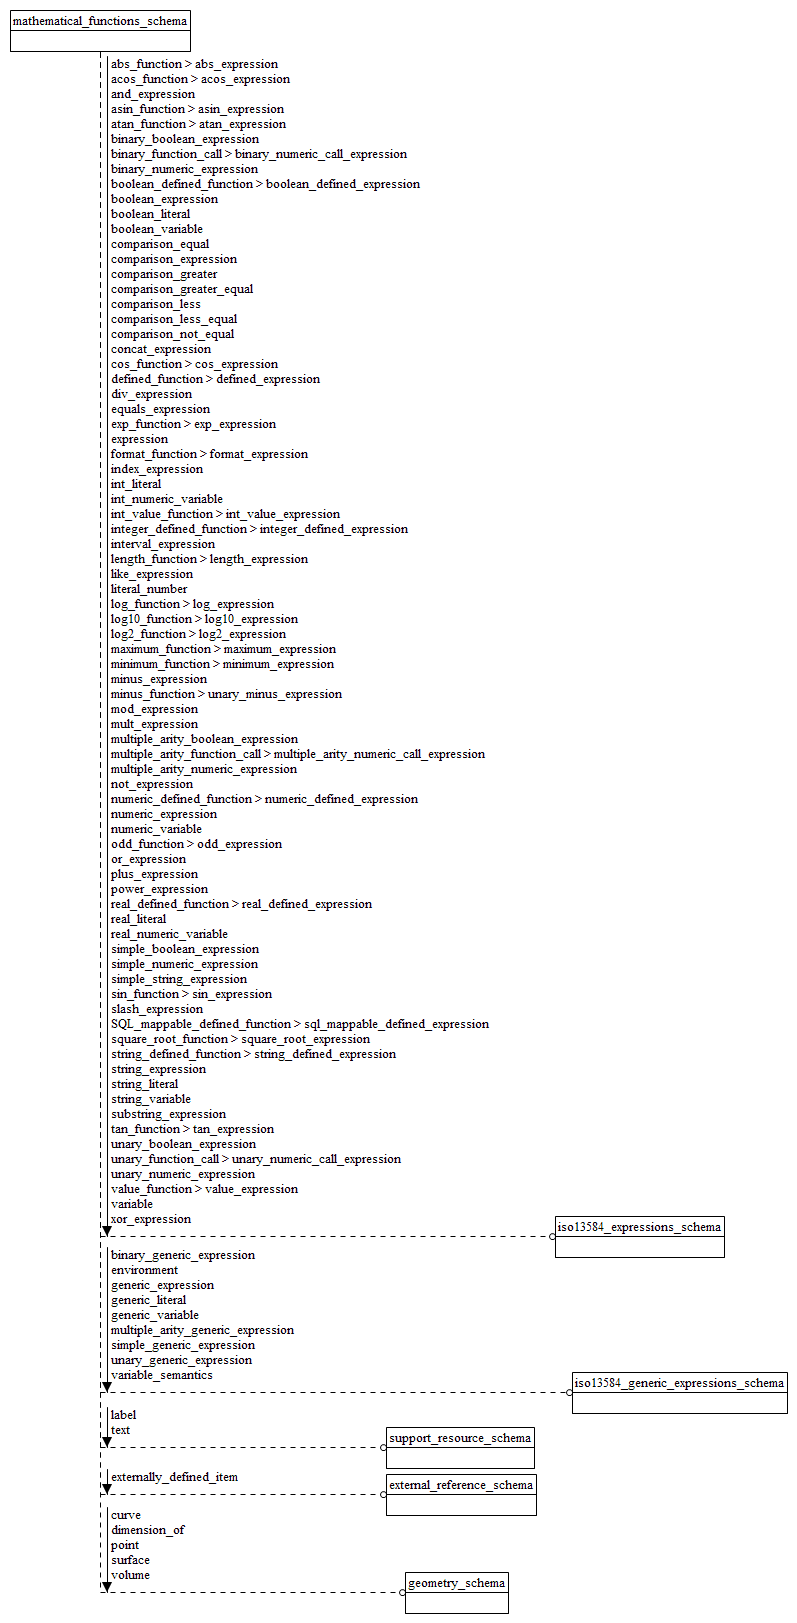 mathematical_functions_schema
abs_function > abs_expression
acos_function > acos_expression
and_expression
asin_function > asin_expression
atan_function > atan_expression
binary_boolean_expression
binary_function_call > binary_numeric_call_expression
binary_numeric_expression
boolean_defined_function > boolean_defined_expression
boolean_expression
boolean_literal
boolean_variable
comparison_equal
comparison_expression
comparison_greater
comparison_greater_equal
comparison_less
comparison_less_equal
comparison_not_equal
concat_expression
cos_function > cos_expression
defined_function > defined_expression
div_expression
equals_expression
exp_function > exp_expression
expression
format_function > format_expression
index_expression
int_literal
int_numeric_variable
int_value_function > int_value_expression
integer_defined_function > integer_defined_expression
interval_expression
length_function > length_expression
like_expression
literal_number
log_function > log_expression
log10_function > log10_expression
log2_function > log2_expression
maximum_function > maximum_expression
minimum_function > minimum_expression
minus_expression
minus_function > unary_minus_expression
mod_expression
mult_expression
multiple_arity_boolean_expression
multiple_arity_function_call > multiple_arity_numeric_call_expression
multiple_arity_numeric_expression
not_expression
numeric_defined_function > numeric_defined_expression
numeric_expression
numeric_variable
odd_function > odd_expression
or_expression
plus_expression
power_expression
real_defined_function > real_defined_expression
real_literal
real_numeric_variable
simple_boolean_expression
simple_numeric_expression
simple_string_expression
sin_function > sin_expression
slash_expression
SQL_mappable_defined_function > sql_mappable_defined_expression
square_root_function > square_root_expression
string_defined_function > string_defined_expression
string_expression
string_literal
string_variable
substring_expression
tan_function > tan_expression
unary_boolean_expression
unary_function_call > unary_numeric_call_expression
unary_numeric_expression
value_function > value_expression
variable
xor_expression
iso13584_expressions_schema
binary_generic_expression
environment
generic_expression
generic_literal
generic_variable
multiple_arity_generic_expression
simple_generic_expression
unary_generic_expression
variable_semantics
iso13584_generic_expressions_schema
label
text
support_resource_schema
externally_defined_item
external_reference_schema
curve
dimension_of
point
surface
volume
geometry_schema